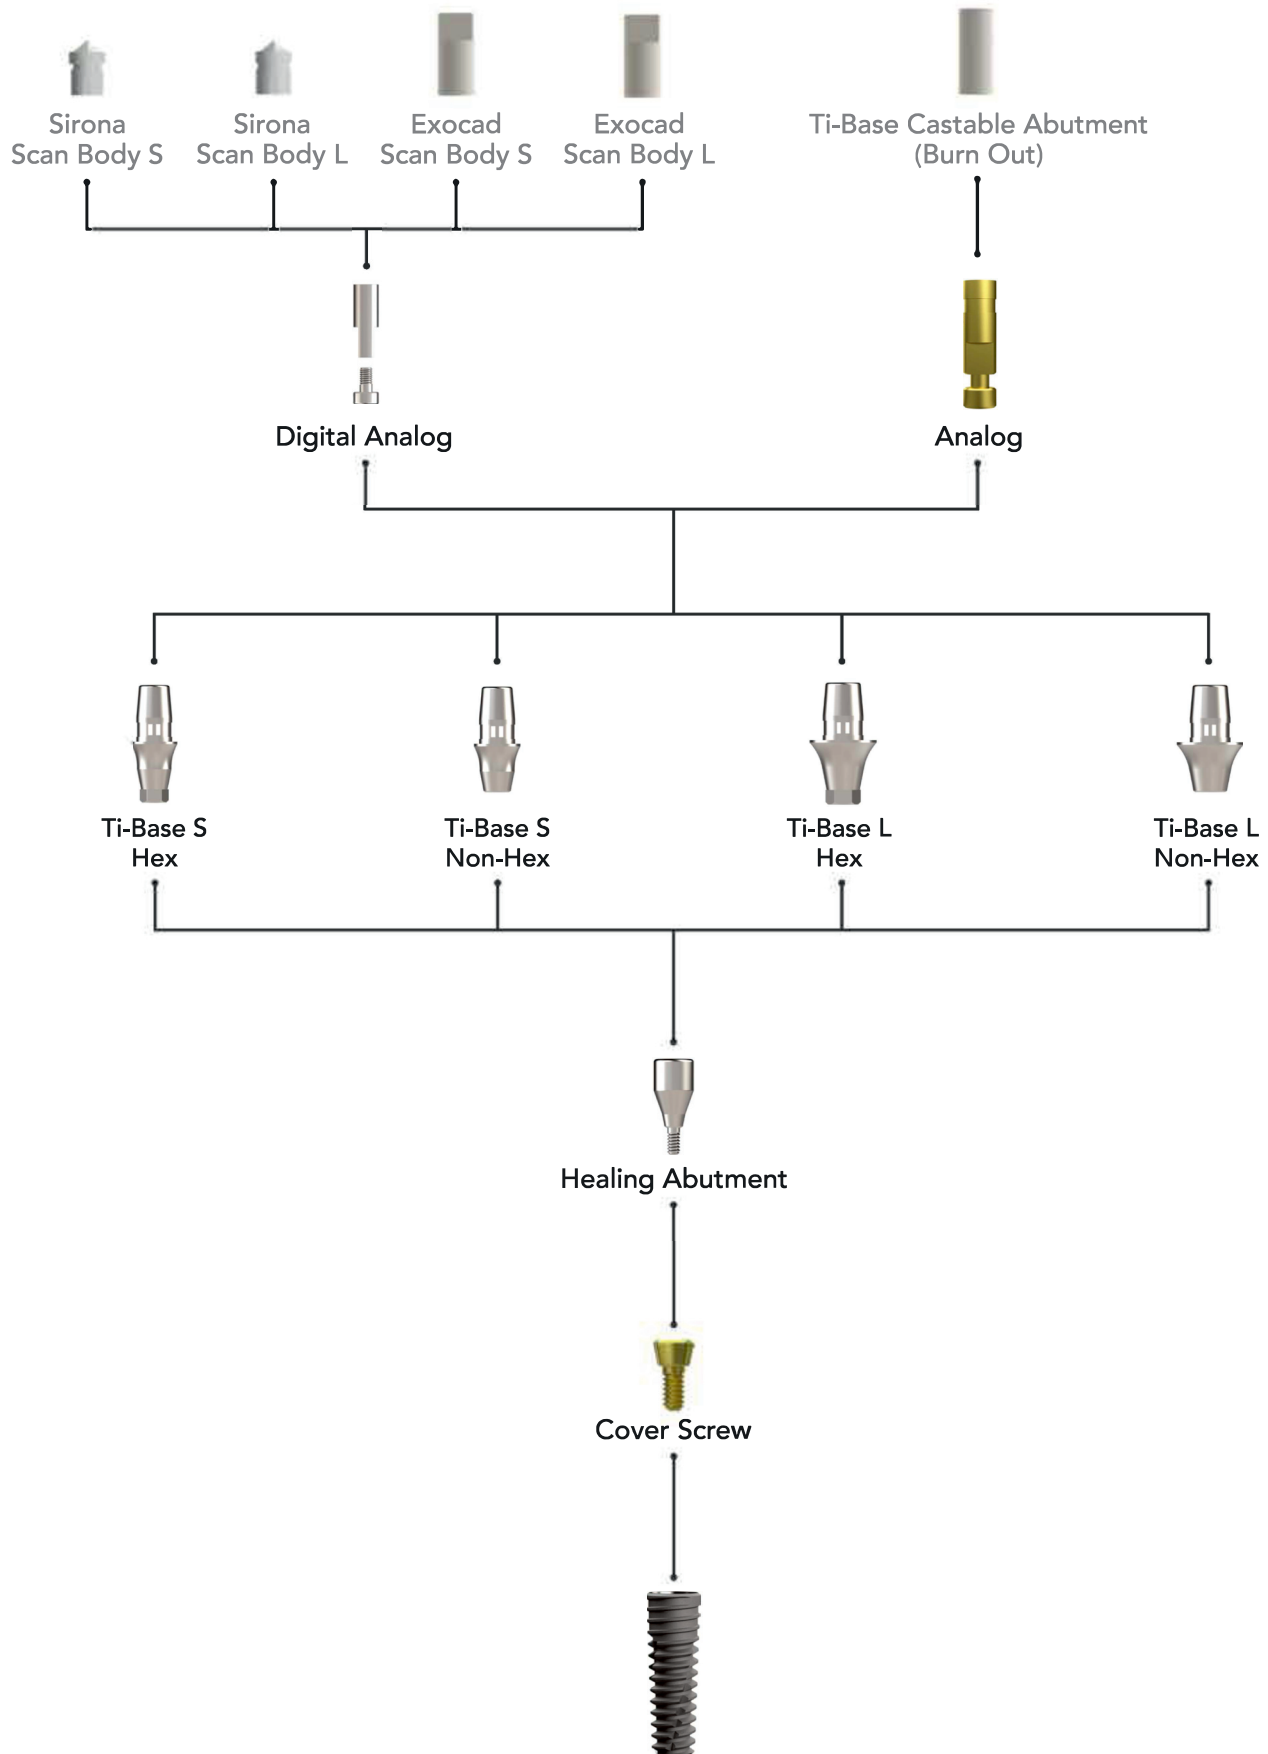 Sirona
Scan Body S
Sirona
Scan Body L
Exocad
Scan Body S
Exocad
Scan Body L
Ti-Base Castable Abutment
(Burn Out)
Digital Analog
Analog
Ti-Base S
Hex
Ti-Base S
Non-Hex
Ti-Base L
Hex
Ti-Base L
Non-Hex
Healing Abutment
Cover Screw